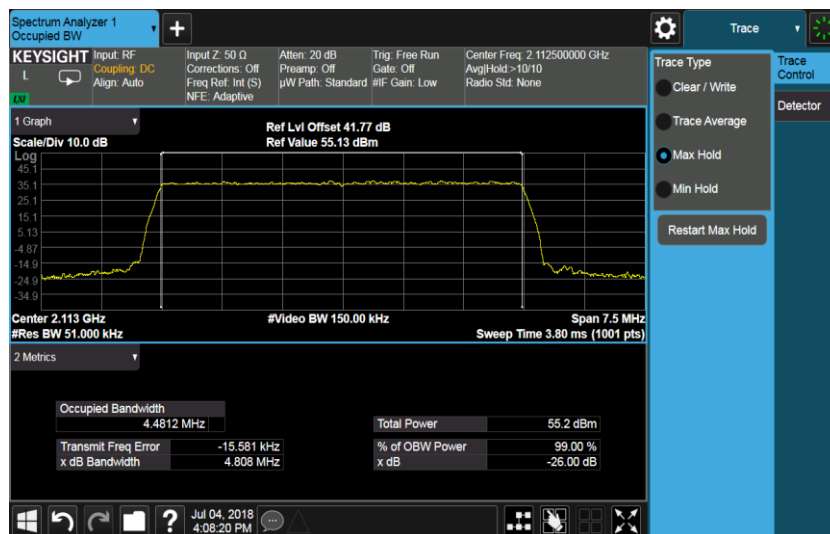 Spectrum Analyzer 1
Occupied BW
Trace
KEYSIGHT
L
LXI
Input: RF
Coupling: DC
Align: Auto
Input Z: 50 Ω
Corrections: Off
Freq Ref: Int (S)
NFE: Adaptive
Atten: 20 dB
Preamp: Off
µW Path: Standard
Trig: Free Run
Gate: Off
#IF Gain: Low
Center Freq: 2.112500000 GHz
Avg|Hold:>10/10
Radio Std: None
Trace Type
Clear / Write
Trace Average
Max Hold
Min Hold
Restart Max Hold
Trace
Control
Detector
1 Graph
Scale/Div 10.0 dB
Ref Lvl Offset 41.77 dB
Ref Value 55.13 dBm
Log
45.1
35.1
25.1
15.1
5.13
-4.87
-14.9
-24.9
-34.9
Center 2.113 GHz
#Video BW 150.00 kHz
Span 7.5 MHz
#Res BW 51.000 kHz
Sweep Time 3.80 ms (1001 pts)
2 Metrics
Occupied Bandwidth
4.4812 MHz
Total Power 55.2 dBm
Transmit Freq Error -15.581 kHz
% of OBW Power 99.00 %
x dB Bandwidth 4.808 MHz
x dB -26.00 dB
?
Jul 04, 2018
4:08:20 PM